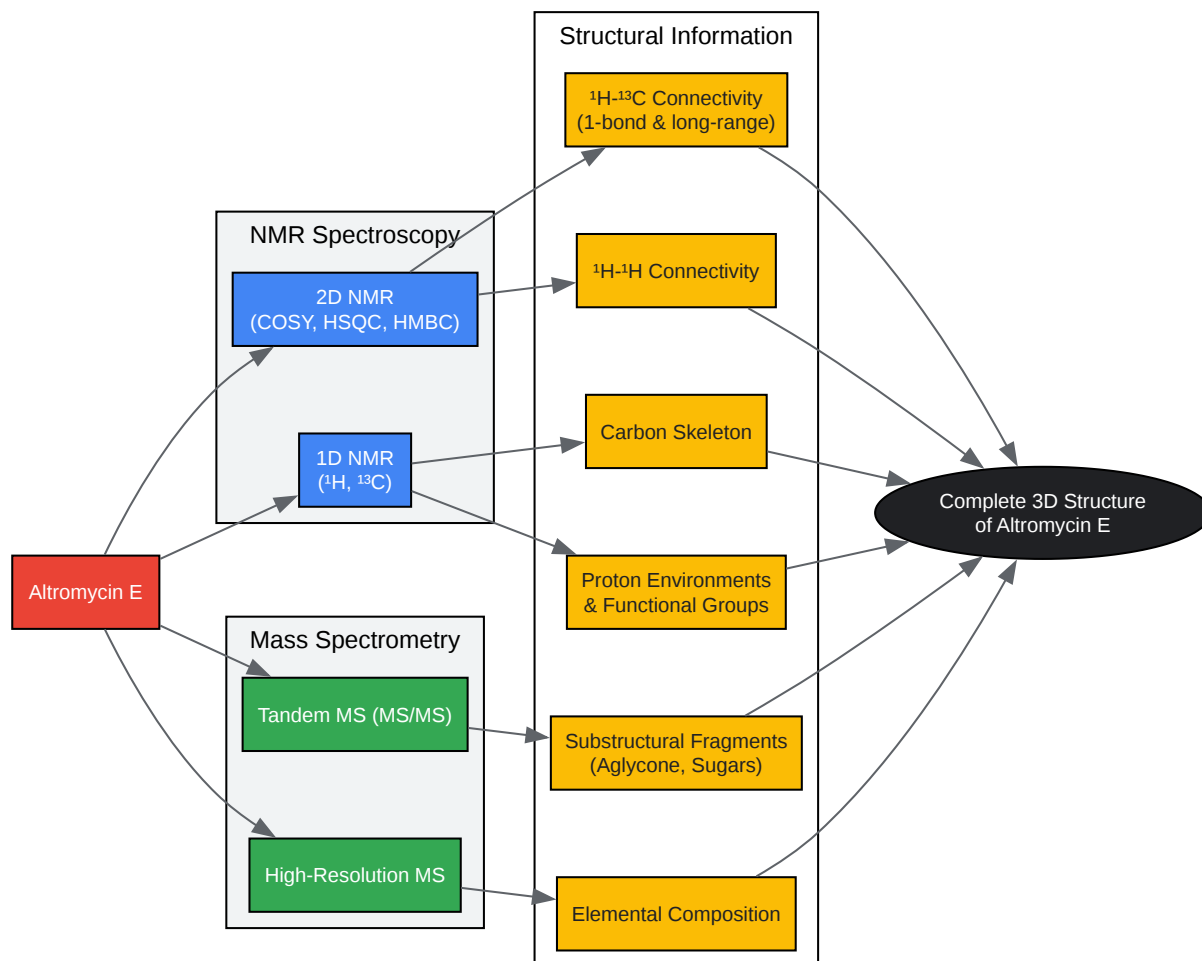 Structural Information
¹H-¹³C Connectivity
(1-bond & long-range)
NMR Spectroscopy
2D NMR
(COSY, HSQC, HMBC)
¹H-¹H Connectivity
1D NMR
(¹H, ¹³C)
Carbon Skeleton
Complete 3D Structure
of Altromycin E
Altromycin E
Proton Environments
& Functional Groups
Mass Spectrometry
Tandem MS (MS/MS)
Substructural Fragments
(Aglycone, Sugars)
High-Resolution MS
Elemental Composition